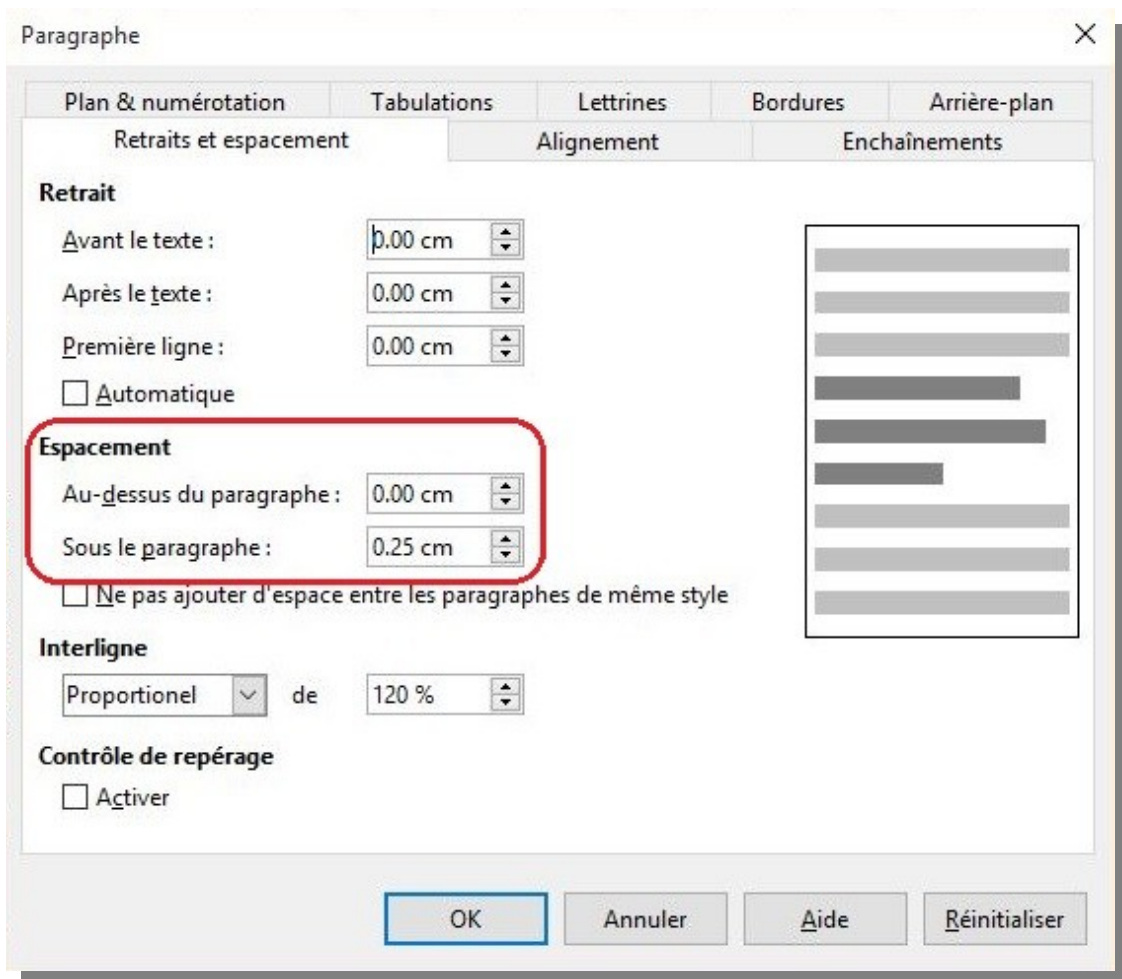 Paragraphe
Plan & numérotation Tabulations Lettrines Bordures Arrière-plan
Retraits et espacement Alignement Enchaînements
Retrait
Avant le texte : 0.00 cm
Après le texte : 0.00 cm
Première ligne : 0.00 cm
Automatique
Espacement
Au-dessus du paragraphe : 0.00 cm
Sous le paragraphe : 0.25 cm
Ne pas ajouter d'espace entre les paragraphes de même style
Interligne
Proportionel de 120 %
Contrôle de repérage
Activer
OK Annuler Aide Réinitialiser